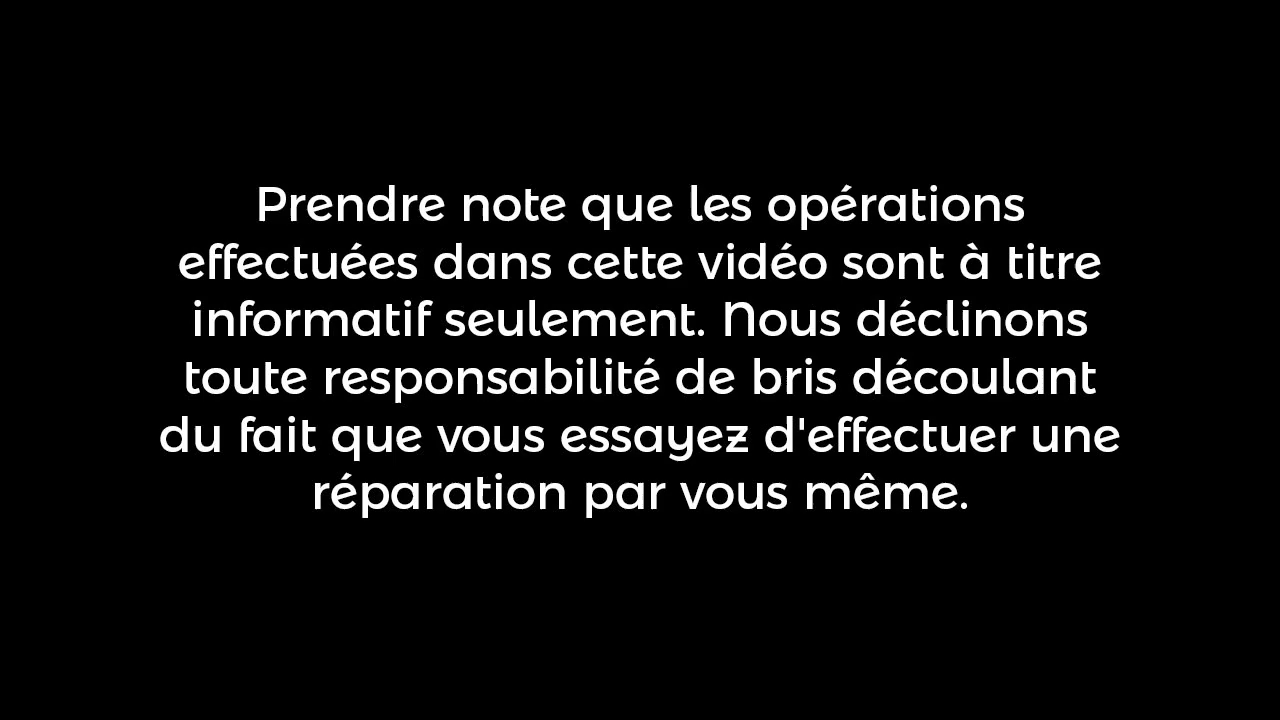 Prendre note que les opérations
effectuées dans cette vidéo sont à titre
informatif seulement. Nous déclinons
toute responsabilité de bris découlant
du fait que vous essayez d'effectuer une
réparation par vous même.